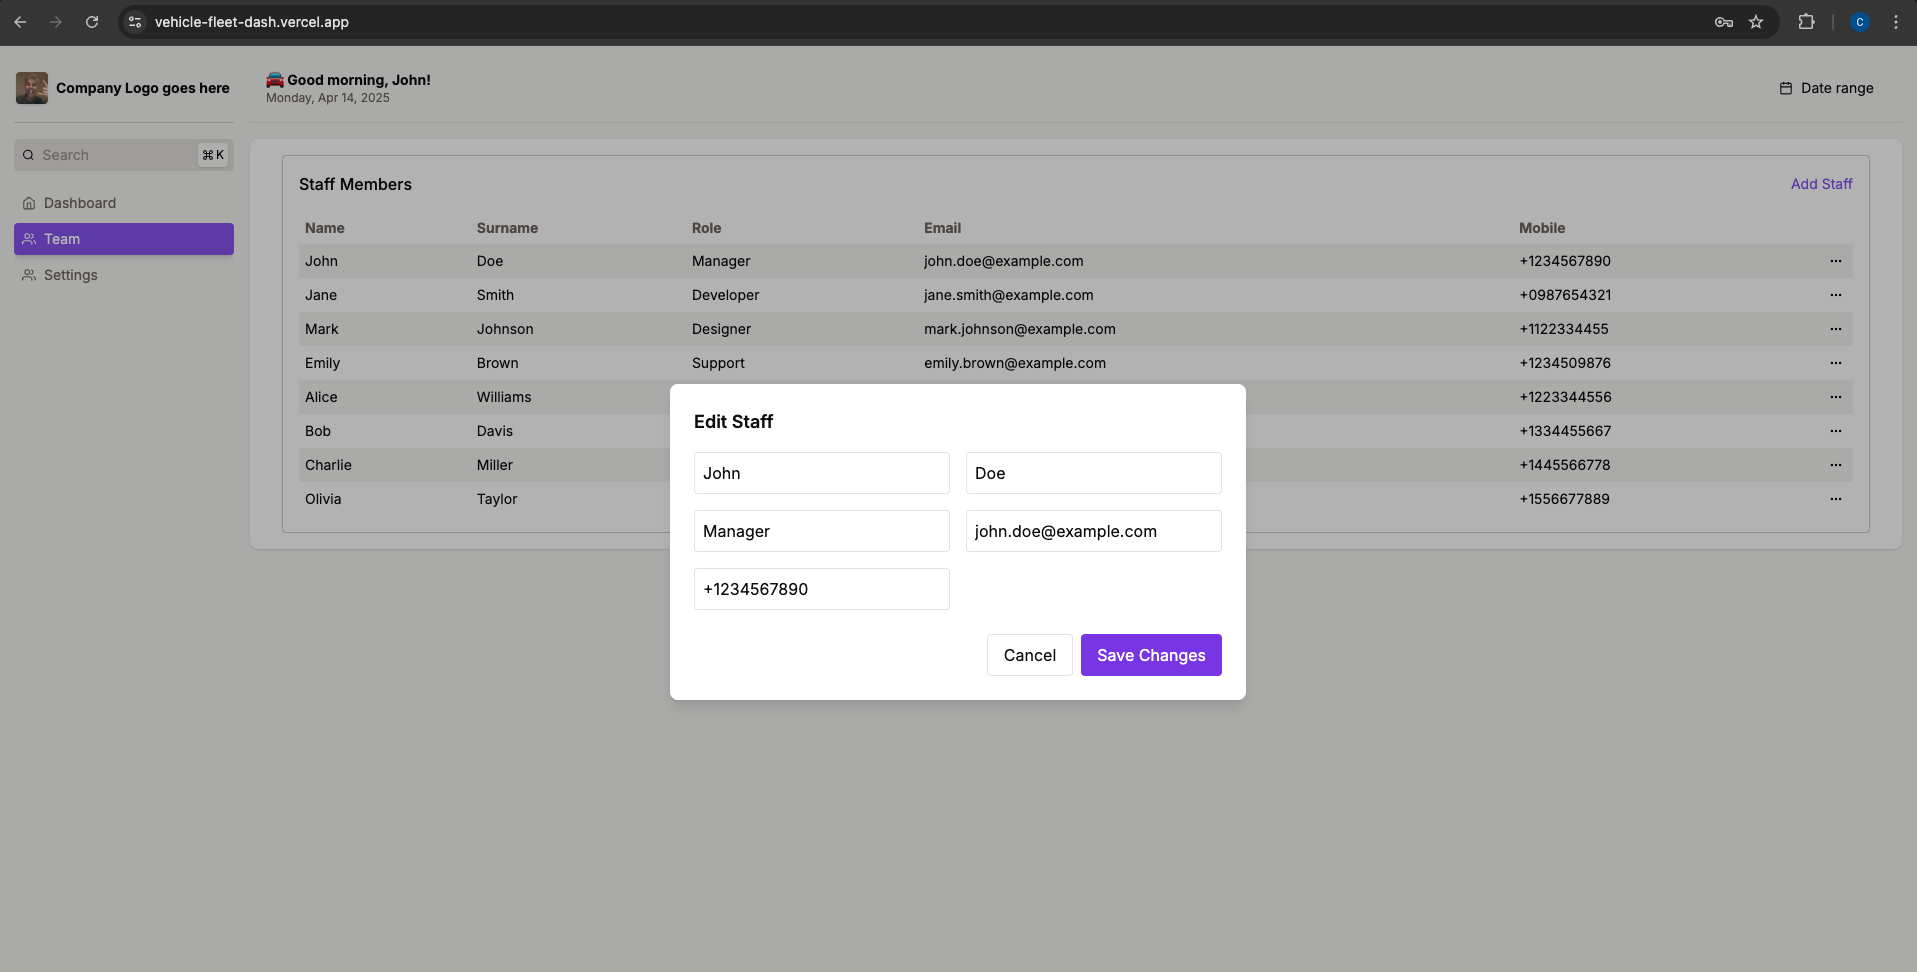 vehicle-fleet-dash.vercel.app
C
Company Logo goes here
🚘 Good morning, John!
Monday, Apr 14, 2025
Date range
Search ⌘ K
Dashboard
Team
Settings
Staff Members
Add Staff
Name Surname Role Email Mobile
John Doe Manager john.doe@example.com +1234567890 ...
Jane Smith Developer jane.smith@example.com +0987654321 ...
Mark Johnson Designer mark.johnson@example.com +1122334455 ...
Emily Brown Support emily.brown@example.com +1234509876 ...
Alice Williams +1223344556 ...
Bob Davis +1334455667 ...
Charlie Miller +1445566778 ...
Olivia Taylor +1556677889 ...
Edit Staff
John Doe
Manager john.doe@example.com
+1234567890
Cancel Save Changes